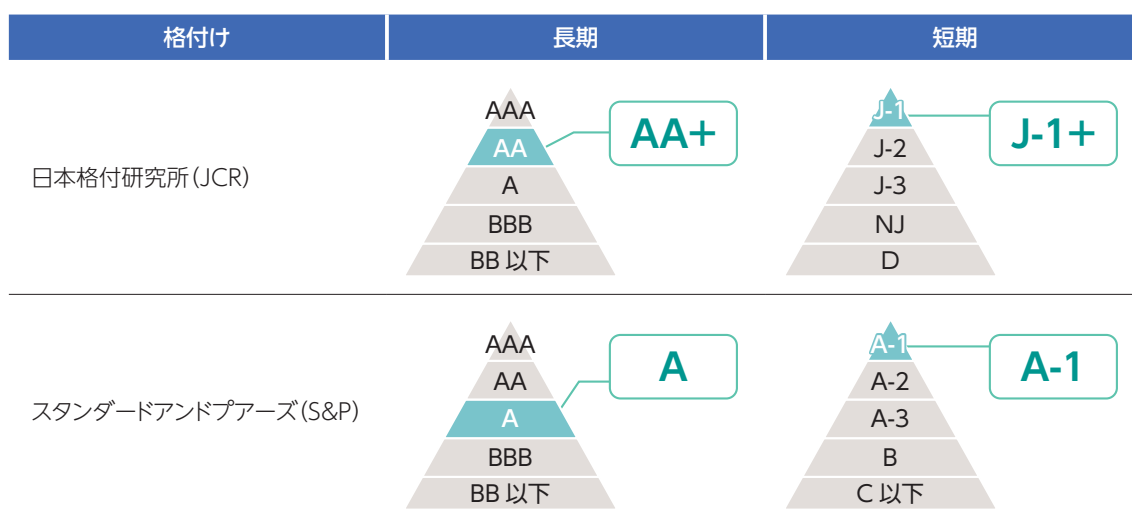 格付け
長期
短期
日本格付研究所(JCR)
AAA
AA
A
BBB
BB 以下
AA+
J-1
J-2
J-3
NJ
D
J-1+
スタンダードアンドプアーズ(S&P)
AAA
AA
A
BBB
BB 以下
A
A-1
A-2
A-3
B
C 以下
A-1